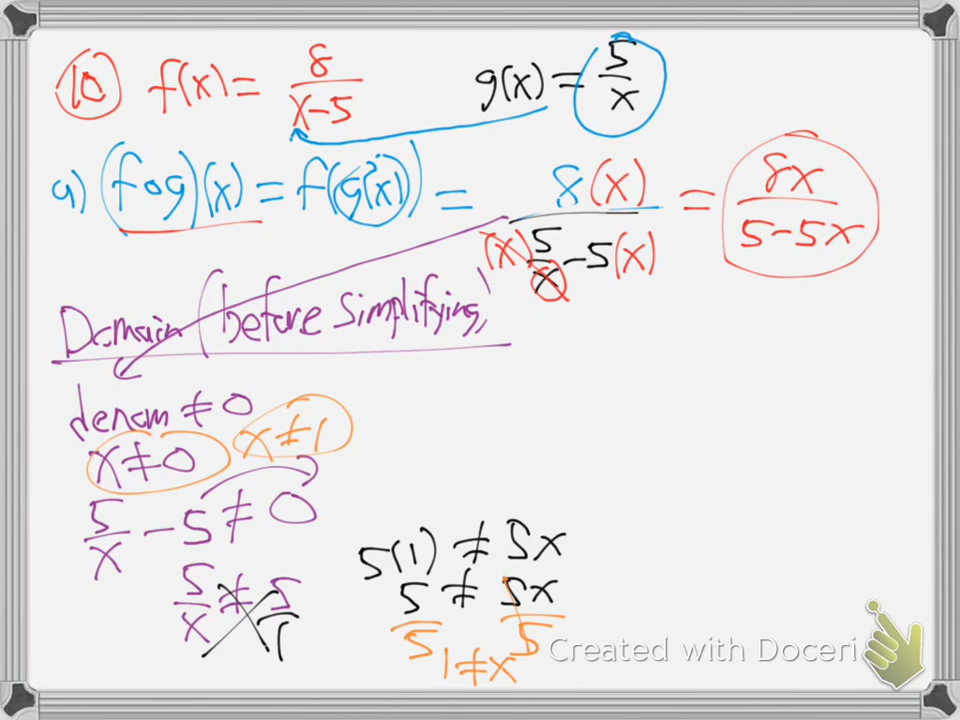 10 f(x) = 8/(x-5) g(x) = 5/x
a) (fog)(x) = f(g(x)) = 8(x)/((x)5/x - 5(x)) = 8x/(5-5x)
Domain (before simplifying)
denom ≠ 0
x ≠ 0 x ≠ 1
5/x - 5 ≠ 0
5/x ≠ 5/1
5(1) ≠ 5x
5 ≠ 5x
5 5
1 ≠ x
Created with Doceri